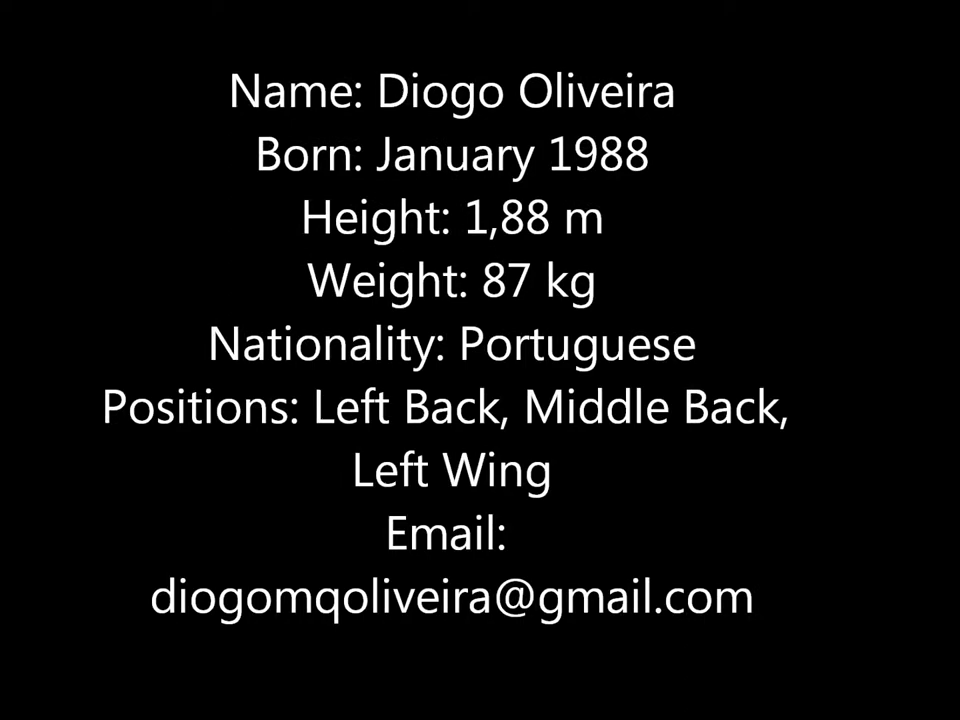 Name: Diogo Oliveira
Born: January 1988
Height: 1,88 m
Weight: 87 kg
Nationality: Portuguese
Positions: Left Back, Middle Back,
Left Wing
Email:
diogomqoliveira@gmail.com